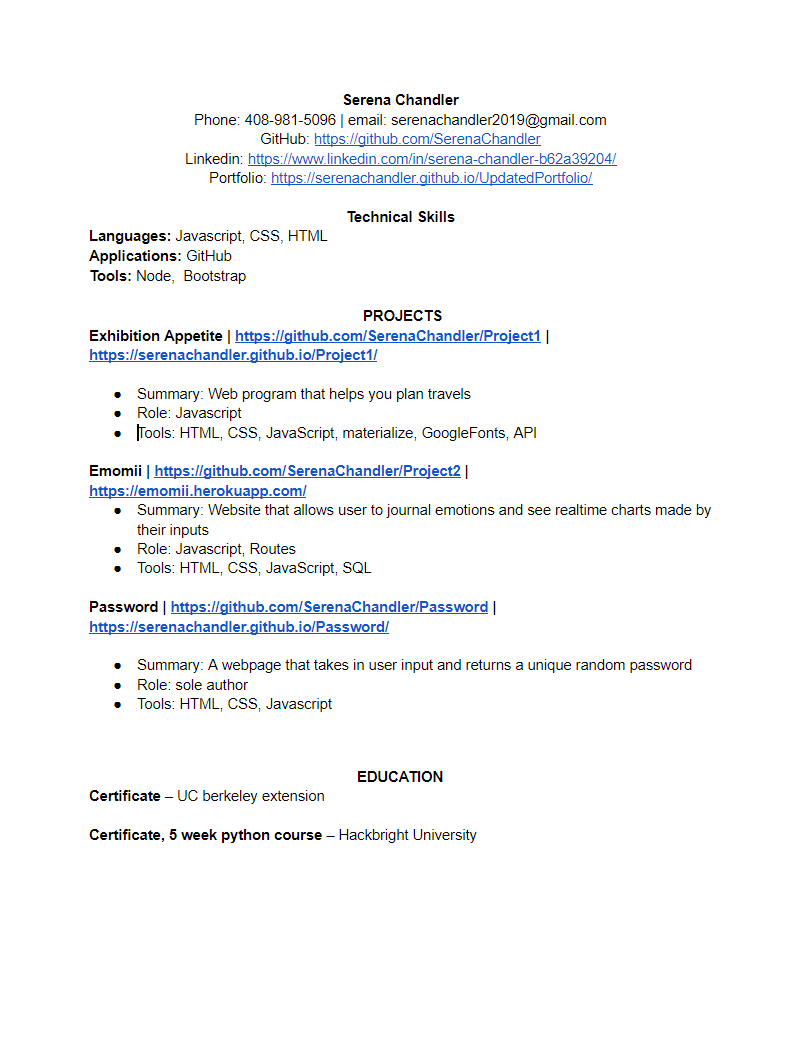 Serena Chandler
Phone: 408-981-5096 | email: serenachandler2019@gmail.com
GitHub: https://github.com/SerenaChandler
Linkedin: https://www.linkedin.com/in/serena-chandler-b62a39204/
Portfolio: https://serenachandler.github.io/UpdatedPortfolio/
Technical Skills
Languages: Javascript, CSS, HTML
Applications: GitHub
Tools: Node,  Bootstrap
PROJECTS
Exhibition Appetite | https://github.com/SerenaChandler/Project1 |
https://serenachandler.github.io/Project1/
● Summary: Web program that helps you plan travels
● Role: Javascript
● Tools: HTML, CSS, JavaScript, materialize, GoogleFonts, API
Emomii | https://github.com/SerenaChandler/Project2 |
https://emomii.herokuapp.com/
● Summary: Website that allows user to journal emotions and see realtime charts made by
their inputs
● Role: Javascript, Routes
● Tools: HTML, CSS, JavaScript, SQL
Password | https://github.com/SerenaChandler/Password |
https://serenachandler.github.io/Password/
● Summary: A webpage that takes in user input and returns a unique random password
● Role: sole author
● Tools: HTML, CSS, Javascript
EDUCATION
Certificate – UC berkeley extension
Certificate, 5 week python course – Hackbright University